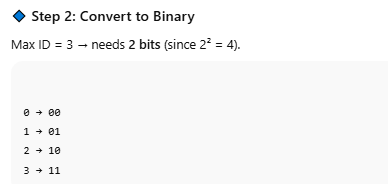 🔷 Step 2: Convert to Binary
Max ID = 3 → needs 2 bits (since 2² = 4).
0 → 00
1 → 01
2 → 10
3 → 11